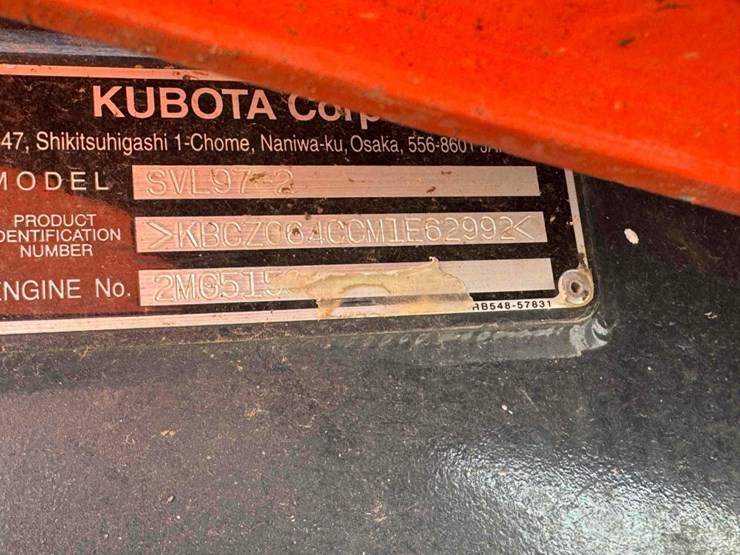 KUBOTA Corp
47, Shikitsuhigashi 1-Chome, Naniwa-ku, Osaka, 556-8601 JA
MODEL SVL97-2
PRODUCT
IDENTIFICATION
NUMBER
>KBCZ064CCM1E62992<
ENGINE No. 2MG515
RB548-57831